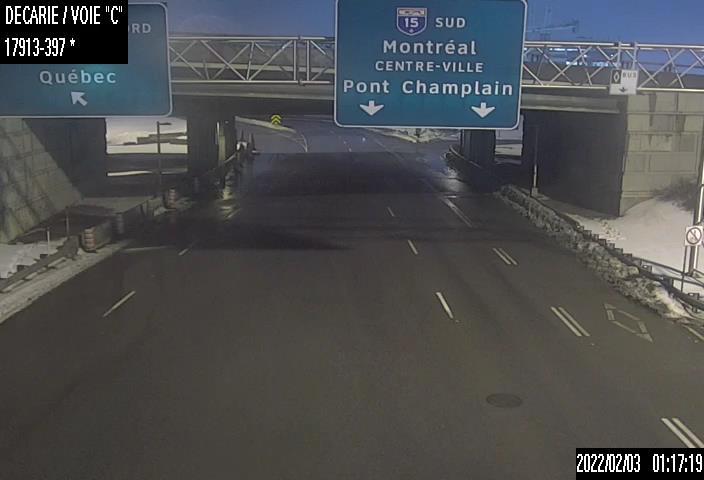 DECARIE / VOIE "C"
17913-397 *
ORD
Québec
15 SUD
Montréal
CENTRE-VILLE
Pont Champlain
BUS
2022/02/03 01:17:19